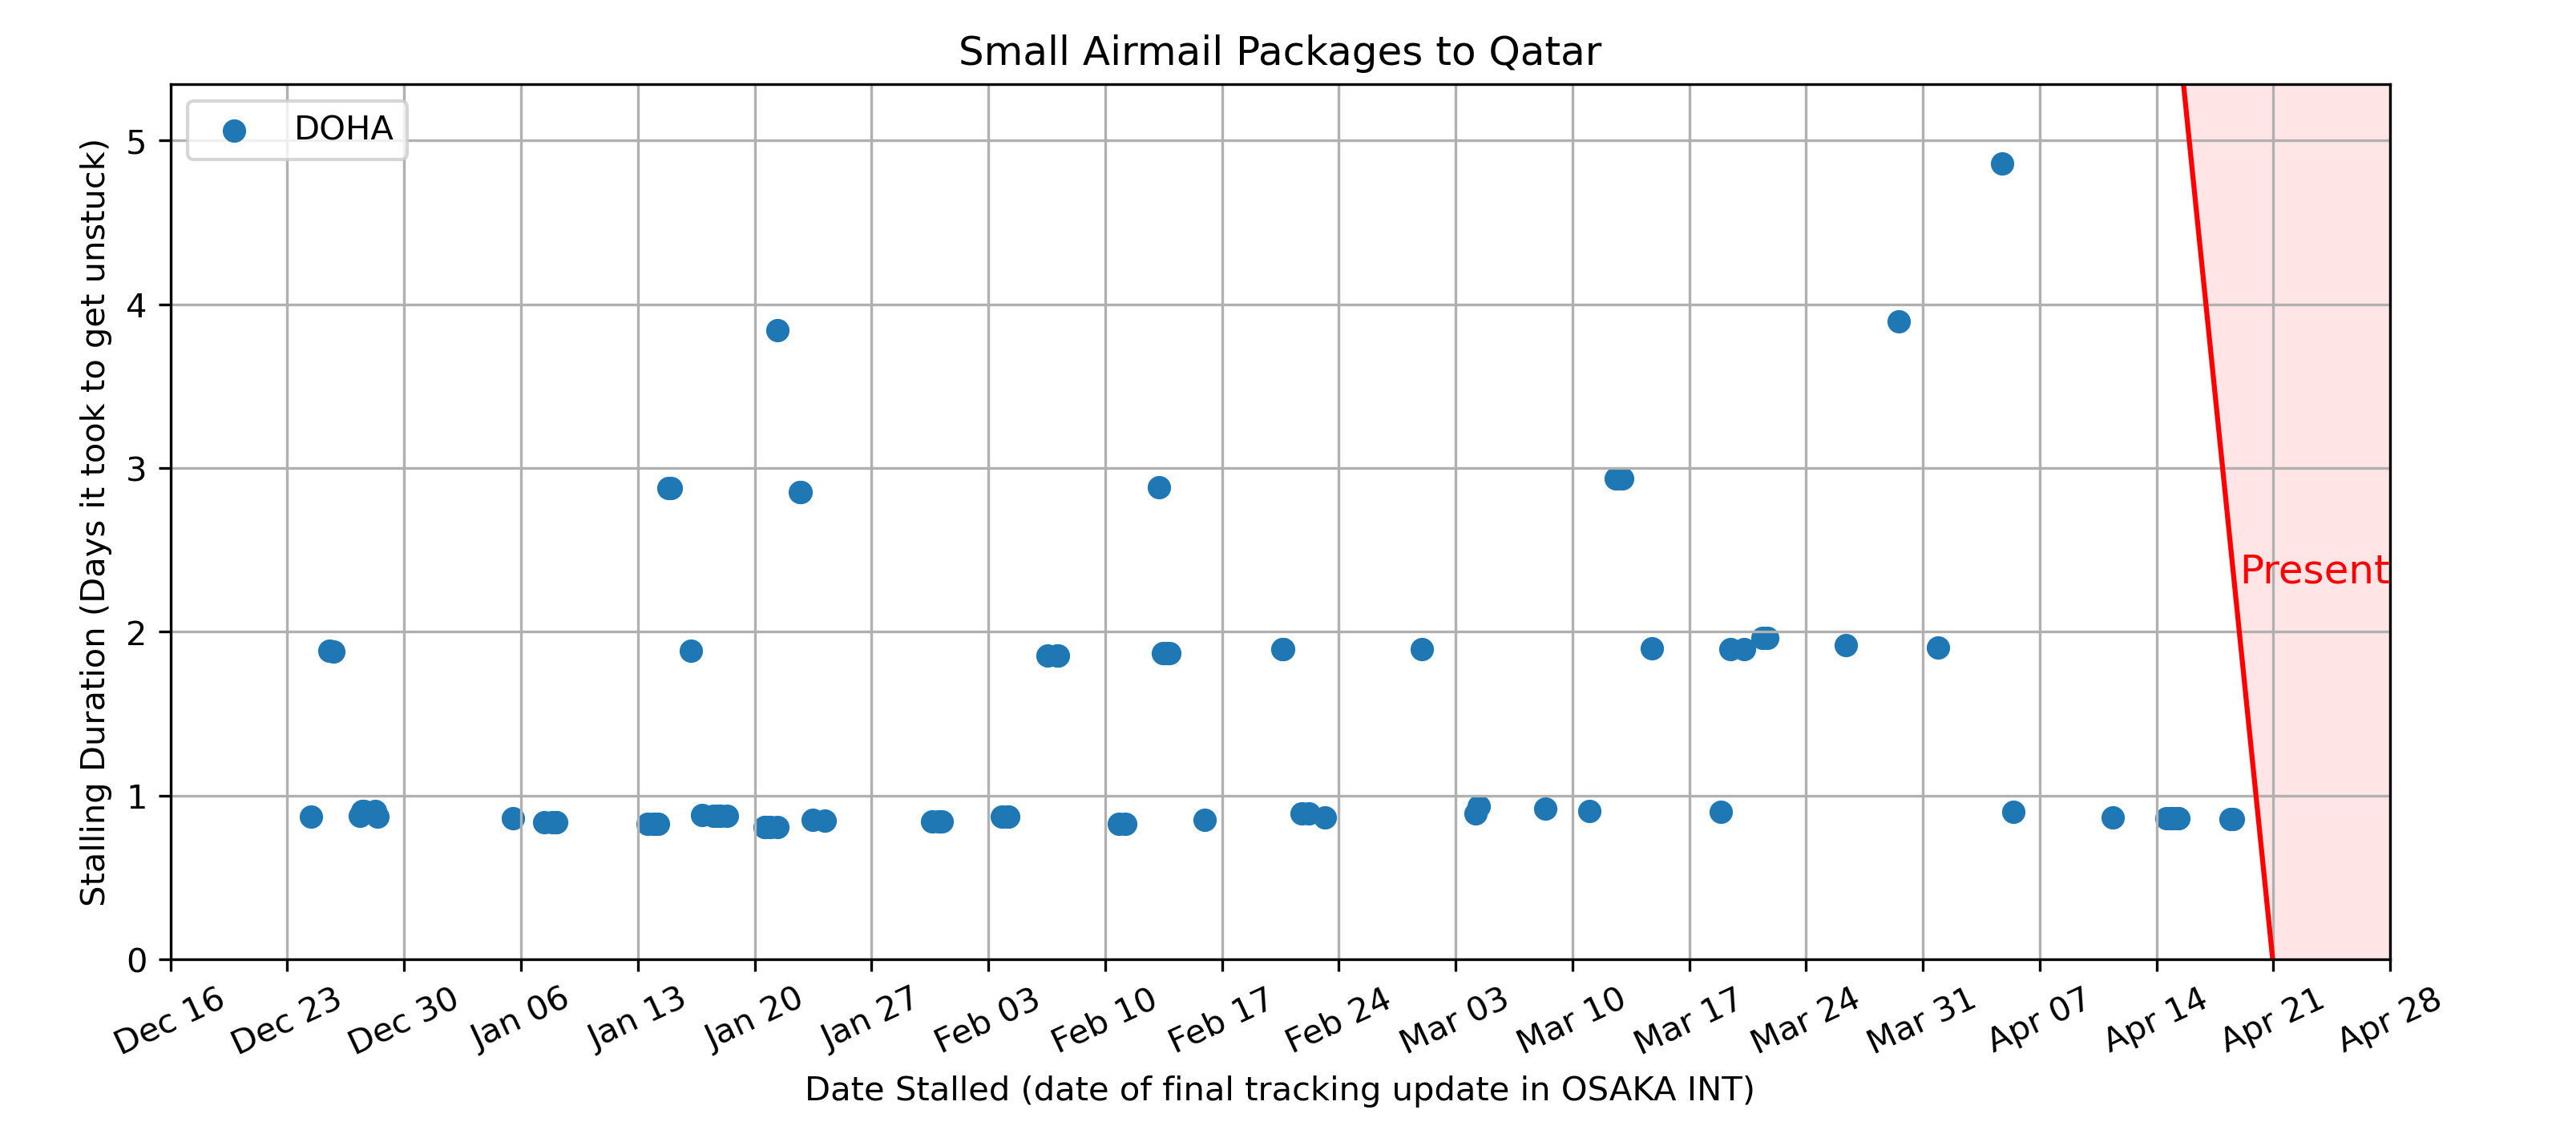 Small Airmail Packages to Qatar
DOHA
Stalling Duration (Days it took to get unstuck)
5
4
3
2
1
0
Present
Dec 16
Dec 23
Dec 30
Jan 06
Jan 13
Jan 20
Jan 27
Feb 03
Feb 10
Feb 17
Feb 24
Mar 03
Mar 10
Mar 17
Mar 24
Mar 31
Apr 07
Apr 14
Apr 21
Apr 28
Date Stalled (date of final tracking update in OSAKA INT)